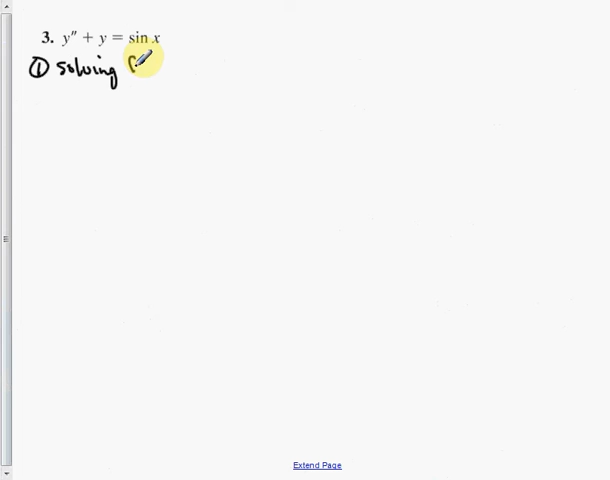 3. y″ + y = sin x
① solving
Extend Page